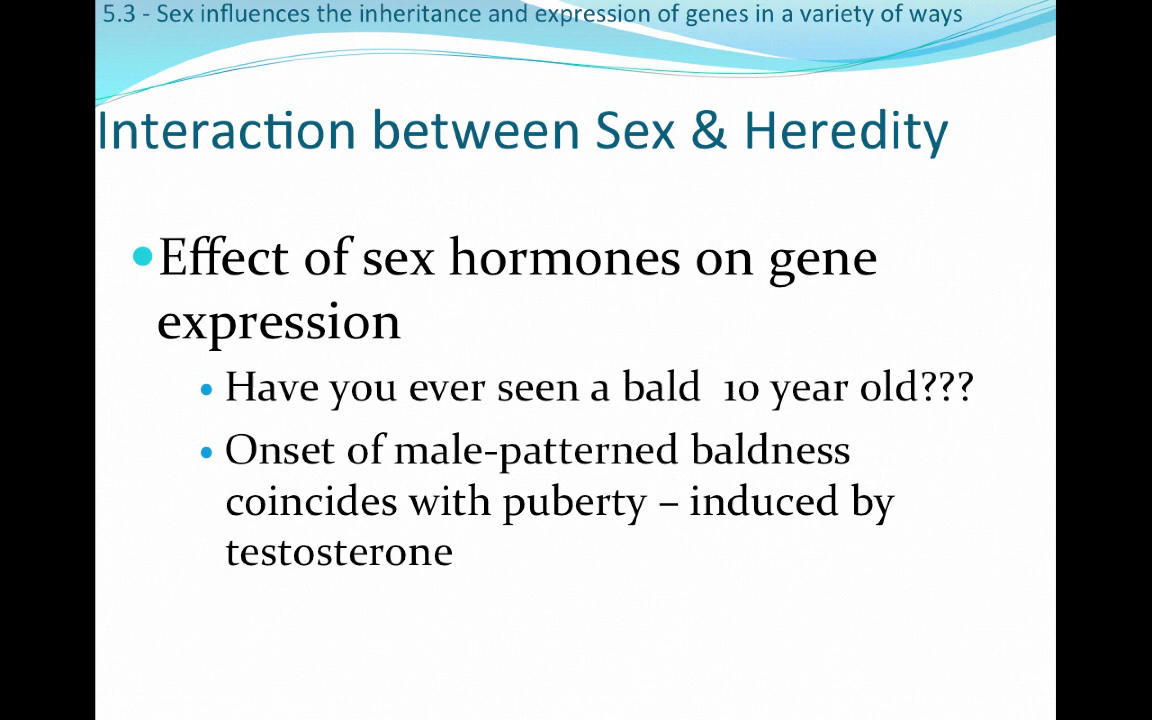 5.3 - Sex influences the inheritance and expression of genes in a variety of ways
Interaction between Sex & Heredity
•Effect of sex hormones on gene
expression
• Have you ever seen a bald  10 year old???
• Onset of male-patterned baldness
coincides with puberty – induced by
testosterone